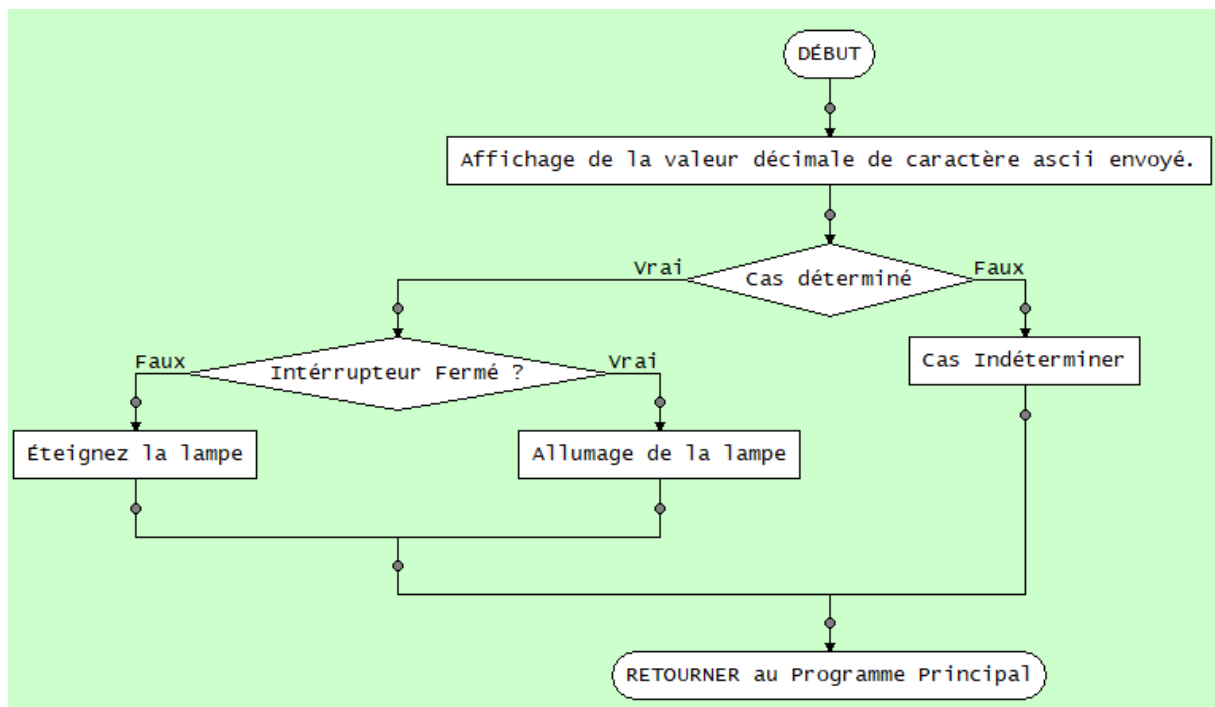 DÉBUT
Affichage de la valeur décimale de caractère ascii envoyé.
Vrai
Cas déterminé
Faux
Cas Indéterminer
Faux
Intérrupteur Fermé ?
Vrai
Éteignez la lampe
Allumage de la lampe
RETOURNER au Programme Principal